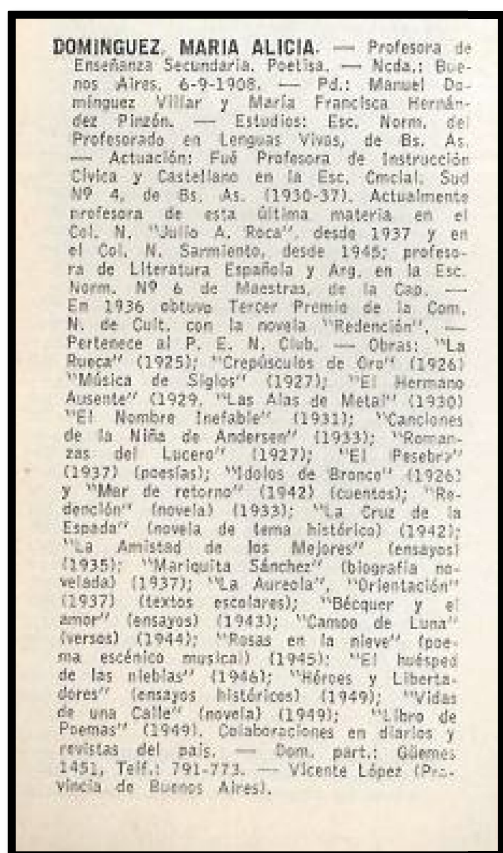 DOMINGUEZ, MARIA ALICIA. — Profesora de
Enseñanza Secundaria. Poetisa. — Ncda.: Bue-
nos Aires, 6-9-1908. — Pd.: Manuel Do-
mínguez Villar y María Francisca Hernán-
dez Pinzón. — Estudios: Esc. Norm. del
Profesorado en Lenguas Vivas, de Bs. As.
— Actuación: Fué Profesora de Instrucción
Cívica y Castellano en la Esc. Cmcial. Sud
Nº 4, de Bs. As. (1930-37). Actualmente
profesora de esta última materia en el
Col. N. "Julio A. Roca", desde 1937 y en
el Col. N. Sarmiento, desde 1945; profeso-
ra de Literatura Española y Arg. en la Esc.
Norm. Nº 6 de Maestras, de la Cap. —
En 1936 obtuvo Tercer Premio de la Com.
N. de Cult. con la novela "Redención". —
Pertenece al P. E. N. Club. — Obras: "La
Rueca" (1925); "Crepúsculos de Oro" (1926)
"Música de Siglos" (1927); "El Hermano
Ausente" (1929, "Las Alas de Metal" (1930)
"El Nombre Inefable" (1931); "Canciones
de la Niña de Andersen" (1933); "Roman-
zas del Lucero" (1927); "El Pesebre"
(1937) (poesías); "Idolos de Bronce" (1926)
y "Mar de retorno" (1942) (cuentos); "Re-
dención" (novela) (1933); "La Cruz de la
Espada" (novela de tema histórico) (1942);
"La Amistad de los Mejores" (ensayos)
(1935); "Mariquita Sánchez" (biografía no-
velada) (1937); "La Aureola", "Orientación"
(1937) (textos escolares); "Bécquer y el
amor" (ensayos) (1943); "Campo de Luna"
(versos) (1944); "Rosas en la nieve" (poe-
ma escénico musical) (1945); "El huésped
de las nieblas" (1946); "Héroes y Liberta-
dores" (ensayos históricos) (1949); "Vidas
de una Calle" (novela) (1949); "Libro de
Poemas" (1949). Colaboraciones en diarios y
revistas del país. — Dom. part.: Güemes
1451, Telf.: 791-773. — Vicente López (Pro-
vincia de Buenos Aires).